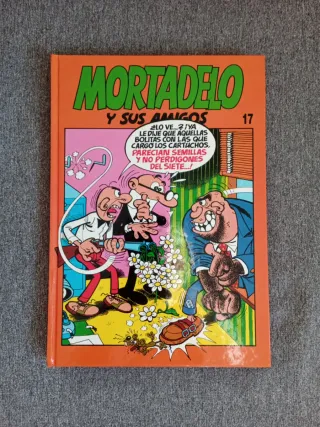 MORTADELO
Y SUS AMIGOS 17
¿LO VE...? ¡YA
LE DIJE QUE AQUELLAS
BOLITAS CON LAS QUE
CARGO LOS CARTUCHOS,
PARECÍAN SEMILLAS
Y NO PERDIGONES
DEL SIETE...!